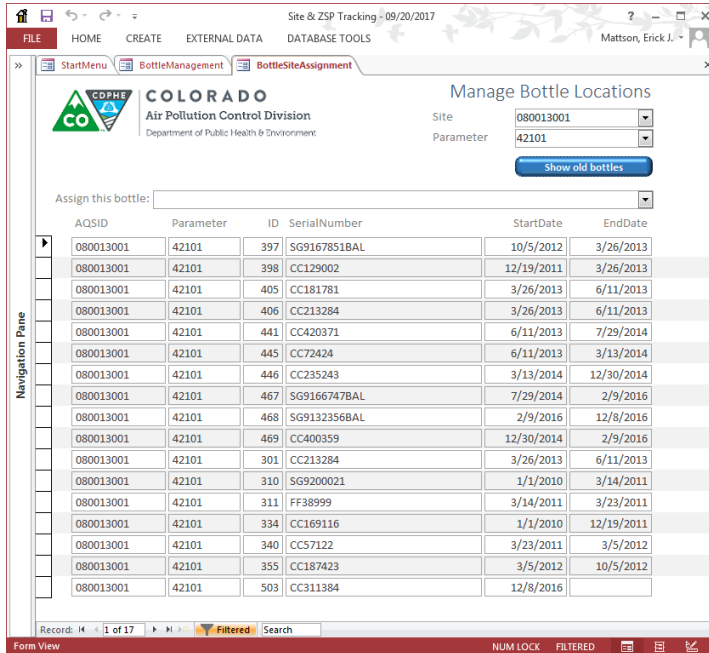 Site & ZSP Tracking - 09/20/2017
?
FILE HOME CREATE EXTERNAL DATA DATABASE TOOLS Mattson, Erick J.
StartMenu BottleManagement BottleSiteAssignment
CDPHE
CO
COLORADO
Air Pollution Control Division
Department of Public Health & Environment
Manage Bottle Locations
Site 080013001
Parameter 42101
Show old bottles
Assign this bottle:
AQSID Parameter ID SerialNumber StartDate EndDate
080013001 42101 397 SG9167851BAL 10/5/2012 3/26/2013
080013001 42101 398 CC129002 12/19/2011 3/26/2013
080013001 42101 405 CC181781 3/26/2013 6/11/2013
080013001 42101 406 CC213284 3/26/2013 6/11/2013
080013001 42101 441 CC420371 6/11/2013 7/29/2014
080013001 42101 445 CC72424 6/11/2013 3/13/2014
080013001 42101 446 CC235243 3/13/2014 12/30/2014
080013001 42101 467 SG9166747BAL 7/29/2014 2/9/2016
080013001 42101 468 SG9132356BAL 2/9/2016 12/8/2016
080013001 42101 469 CC400359 12/30/2014 2/9/2016
080013001 42101 301 CC213284 3/26/2013 6/11/2013
080013001 42101 310 SG9200021 1/1/2010 3/14/2011
080013001 42101 311 FF38999 3/14/2011 3/23/2011
080013001 42101 334 CC169116 1/1/2010 12/19/2011
080013001 42101 340 CC57122 3/23/2011 3/5/2012
080013001 42101 355 CC187423 3/5/2012 10/5/2012
080013001 42101 503 CC311384 12/8/2016
Navigation Pane
Record: 1 of 17 Filtered Search
Form View NUM LOCK FILTERED